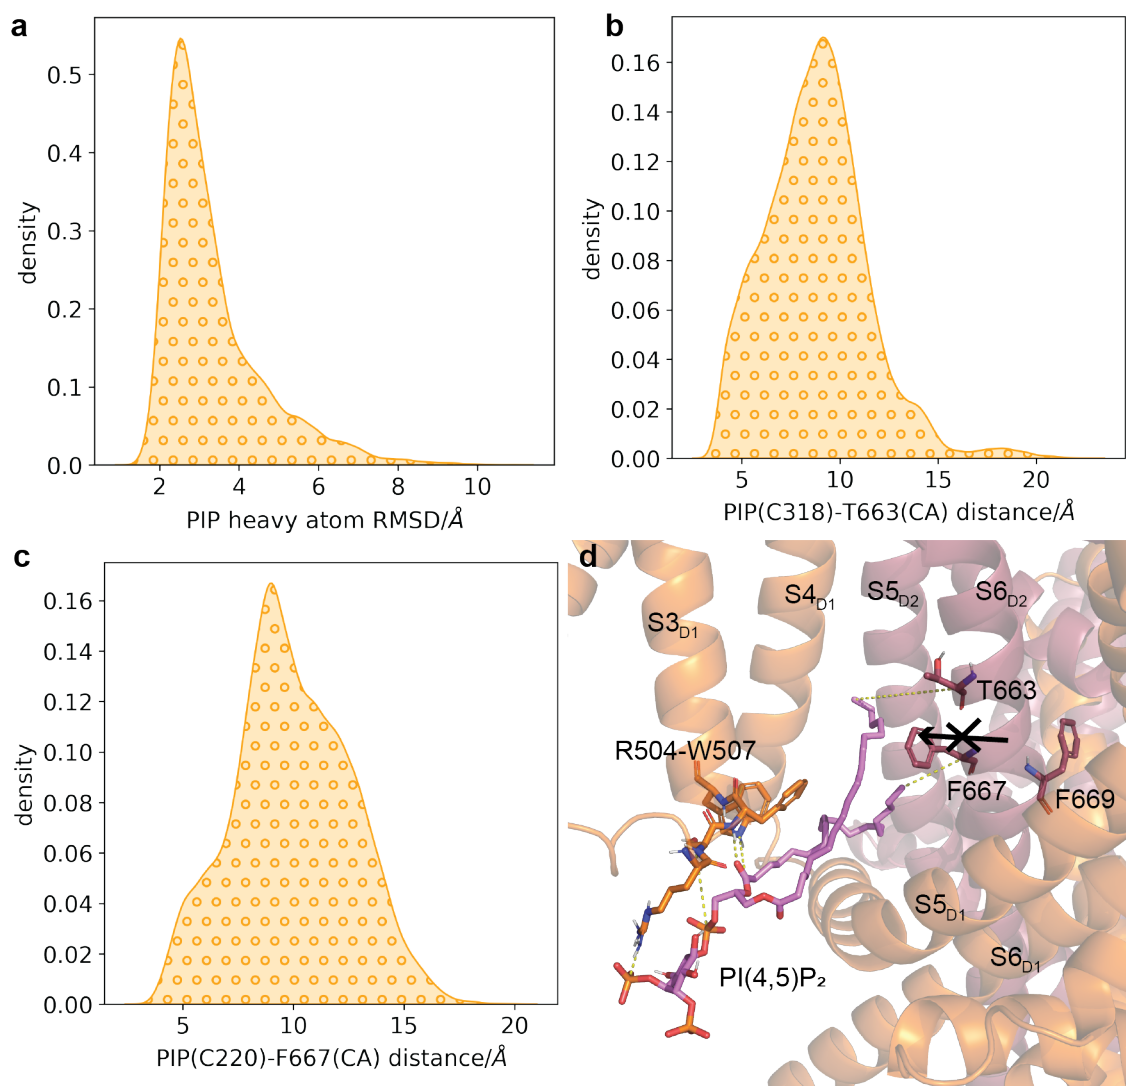 a
0.5
0.4
0.3
0.2
0.1
0.0
density
2 4 6 8 10
PIP heavy atom RMSD/Å
b
0.16
0.14
0.12
0.10
0.08
0.06
0.04
0.02
0.00
density
5 10 15 20
PIP(C318)-T663(CA) distance/Å
c
0.16
0.14
0.12
0.10
0.08
0.06
0.04
0.02
0.00
density
5 10 15 20
PIP(C220)-F667(CA) distance/Å
d
S3D1
S4D1
S5D2
S6D2
T663
R504-W507
F667
F669
S5D1
S6D1
PI(4,5)P₂